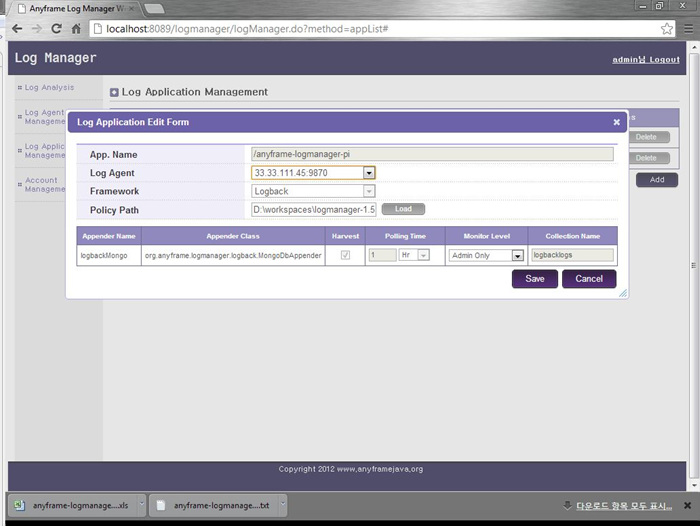 Anyframe Log Manager W
localhost:8089/logmanager/logManager.do?method=appList#
Log Manager
admin님 Logout
Log Analysis
Log Application Management
Log Agent
Manageme
Log Applic
Manageme
Account
Manageme
Delete
Delete
Add
Log Application Edit Form
App. Name
/anyframe-logmanager-pi
Log Agent
33.33.111.45:9870
Framework
Logback
Policy Path
D:\workspaces\logmanager-1.5
Load
Appender Name Appender Class Harvest Polling Time Monitor Level Collection Name
logbackMongo org.anyframe.logmanager.logback.MongoDbAppender 1 Hr Admin Only logbacklogs
Save Cancel
Copyright 2012 www.anyframejava.org
anyframe-logmanage....xls
anyframe-logmanage....txt
다운로드 항목 모두 표시...